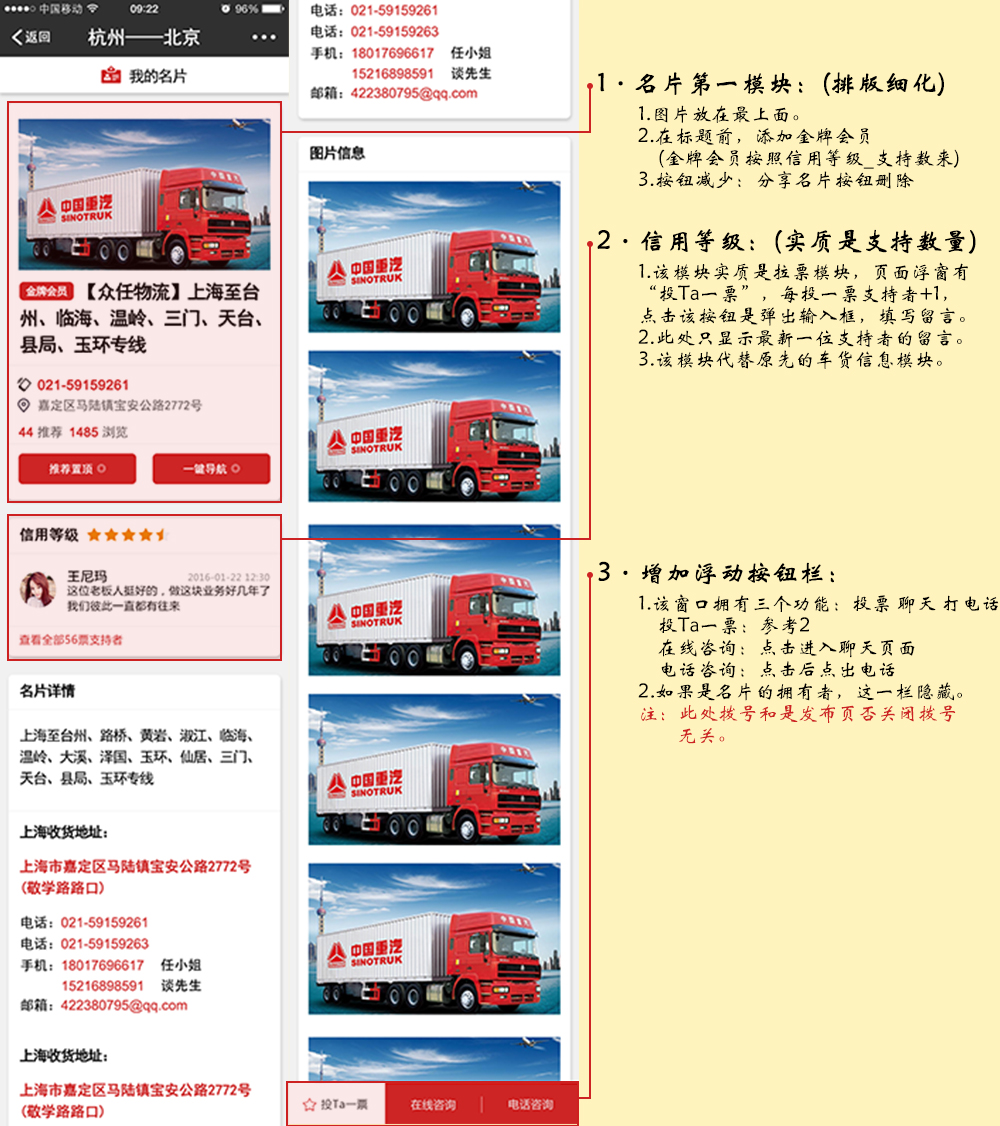 中国移动 09:22 96%
返回 杭州——北京
我的名片
中国重汽
SINOTRUK
金牌会员 【众任物流】上海至台
州、临海、温岭、三门、天台、
县局、玉环专线
021-59159261
嘉定区马陆镇宝安公路2772号
44 推荐 1485 浏览
推荐置顶 一键导航
信用等级
王尼玛 2016-01-22 12:30
这位老板人挺好的，做这块业务好几年了
我们彼此一直都有往来
查看全部56票支持者
名片详情
上海至台州、路桥、黄岩、淑江、临海、
温岭、大溪、泽国、玉环、仙居、三门、
天台、县局、玉环专线
上海收货地址：
上海市嘉定区马陆镇宝安公路2772号
(敬学路路口)
电话：021-59159261
电话：021-59159263
手机：18017696617 任小姐
15216898591 谈先生
邮箱：422380795@qq.com
上海收货地址：
上海市嘉定区马陆镇宝安公路2772号
(敬学路路口)
电话：021-59159261
电话：021-59159263
手机：18017696617 任小姐
15216898591 谈先生
邮箱：422380795@qq.com
图片信息
中国重汽
SINOTRUK
中国重汽
SINOTRUK
中国重汽
SINOTRUK
中国重汽
SINOTRUK
中国重汽
SINOTRUK
投Ta一票 在线咨询 电话咨询
1·名片第一模块：(排版细化)
1.图片放在最上面。
2.在标题前，添加金牌会员
(金牌会员按照信用等级_支持数来)
3.按钮减少：分享名片按钮删除
2·信用等级：(实质是支持数量)
1.该模块实质是拉票模块，页面浮窗有
“投Ta一票”，每投一票支持者+1，
点击该按钮是弹出输入框，填写留言。
2.此处只显示最新一位支持者的留言。
3.该模块代替原先的车货信息模块。
3·增加浮动按钮栏：
1.该窗口拥有三个功能：投票 聊天 打电话
投Ta一票：参考2
在线咨询：点击进入聊天页面
电话咨询：点击后点出电话
2.如果是名片的拥有者，这一栏隐藏。
注：此处拨号和是发布页否关闭拨号
无关。